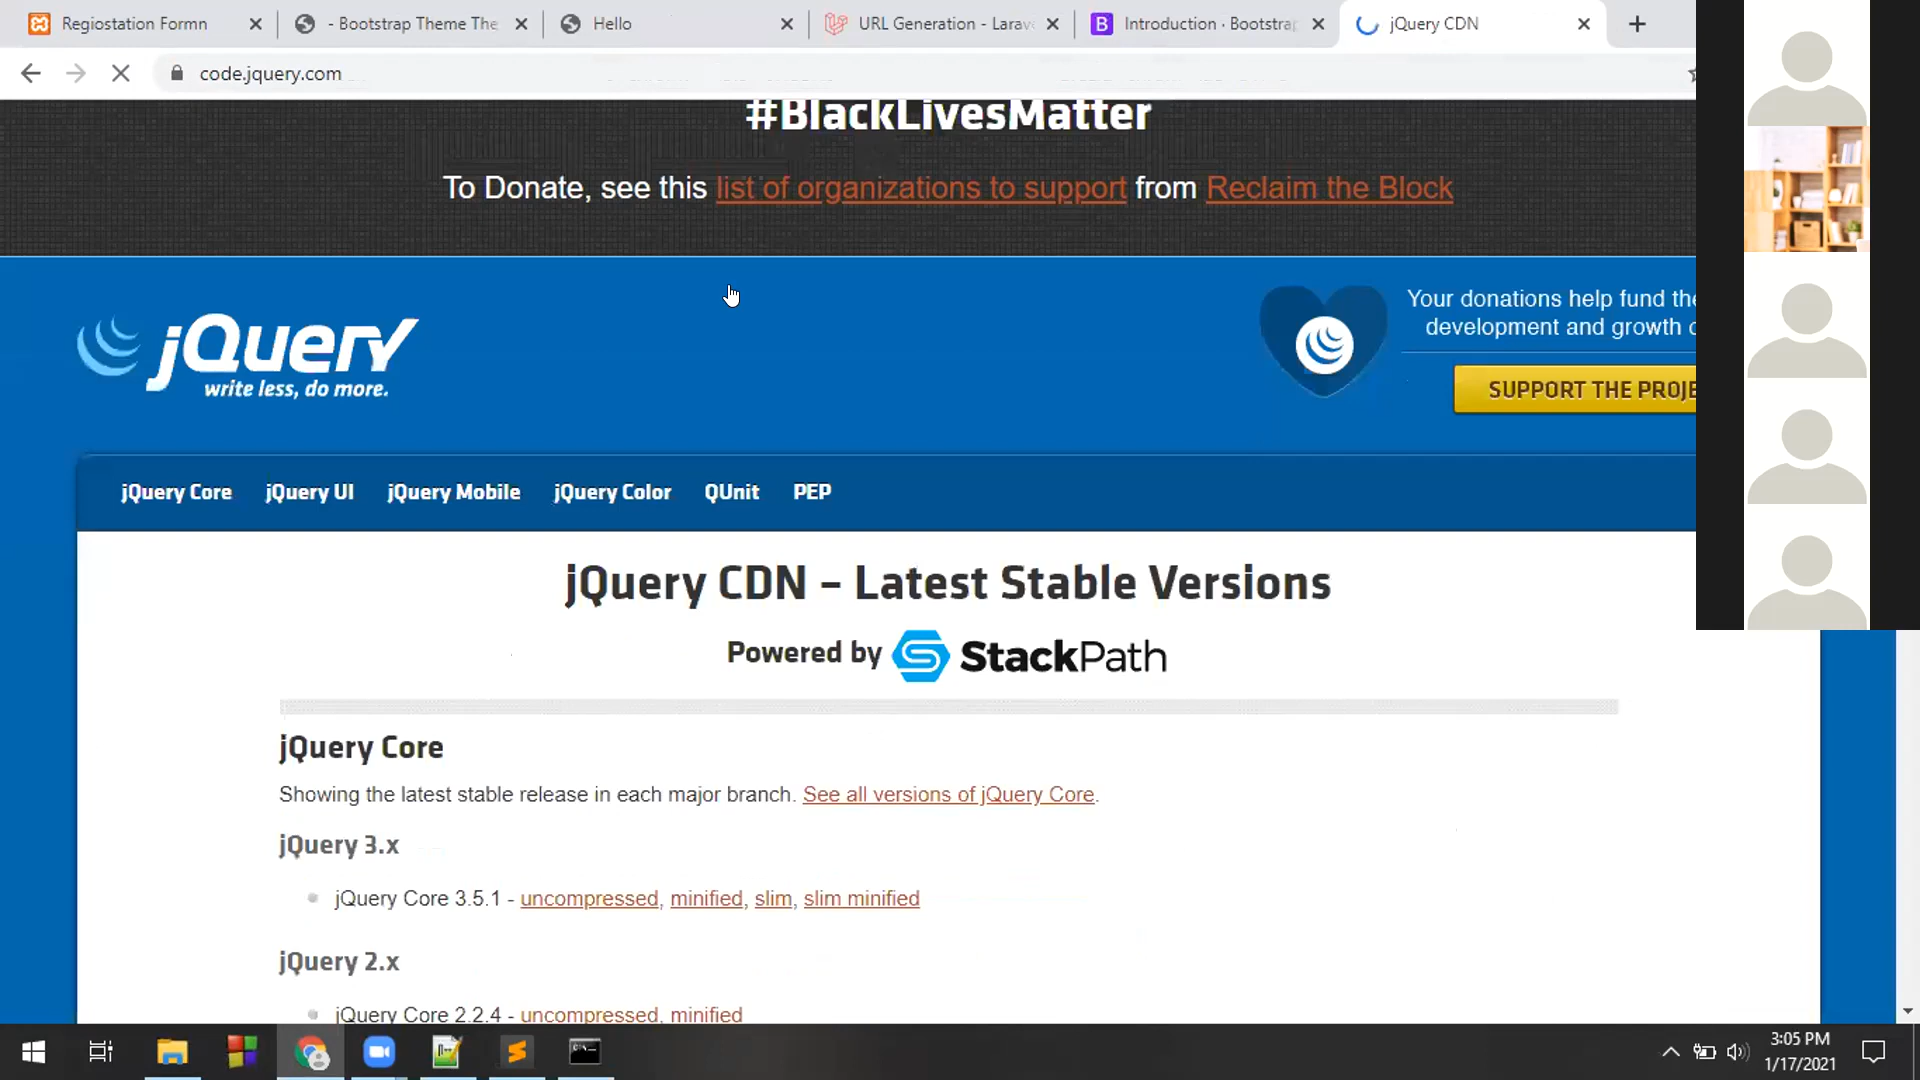 Regiostation Formn
- Bootstrap Theme The
Hello
URL Generation - Larav
Introduction · Bootstrap
jQuery CDN
code.jquery.com
#BlackLivesMatter
To Donate, see this list of organizations to support from Reclaim the Block
jQuery
write less, do more.
Your donations help fund the
development and growth o
SUPPORT THE PROJE
jQuery Core
jQuery UI
jQuery Mobile
jQuery Color
QUnit
PEP
jQuery CDN – Latest Stable Versions
Powered by StackPath
jQuery Core
Showing the latest stable release in each major branch. See all versions of jQuery Core.
jQuery 3.x
jQuery Core 3.5.1 - uncompressed, minified, slim, slim minified
jQuery 2.x
jQuery Core 2.2.4 - uncompressed, minified
3:05 PM
1/17/2021